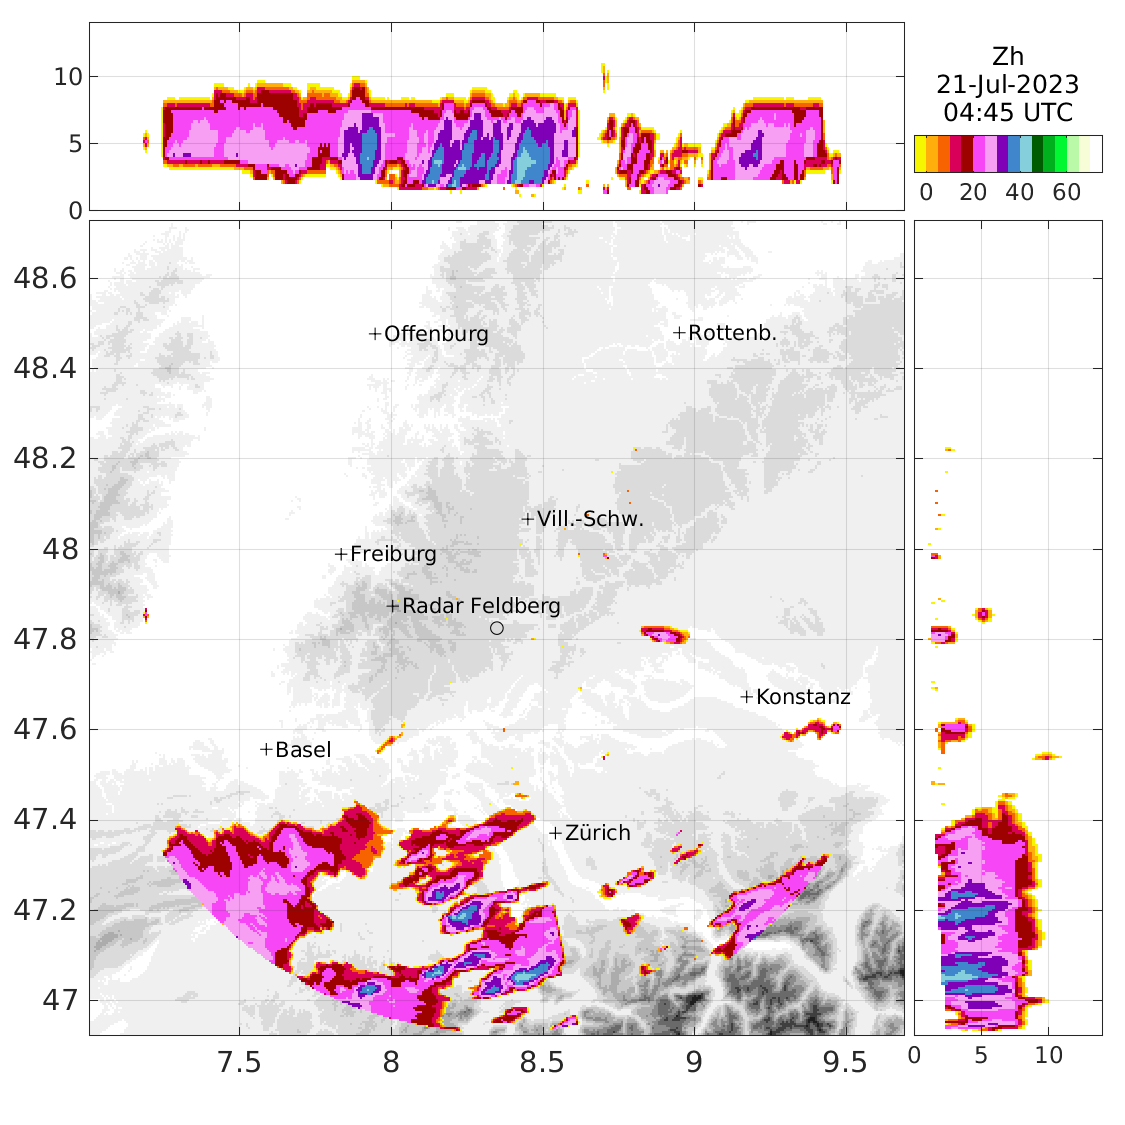 Zh
21-Jul-2023
04:45 UTC
0 20 40 60
10
5
0
48.6
48.4
48.2
48
47.8
47.6
47.4
47.2
47
+Offenburg
+Rottenb.
+Vill.-Schw.
+Freiburg
+Radar Feldberg
+Konstanz
+Basel
+Zürich
7.5 8 8.5 9 9.5
0 5 10